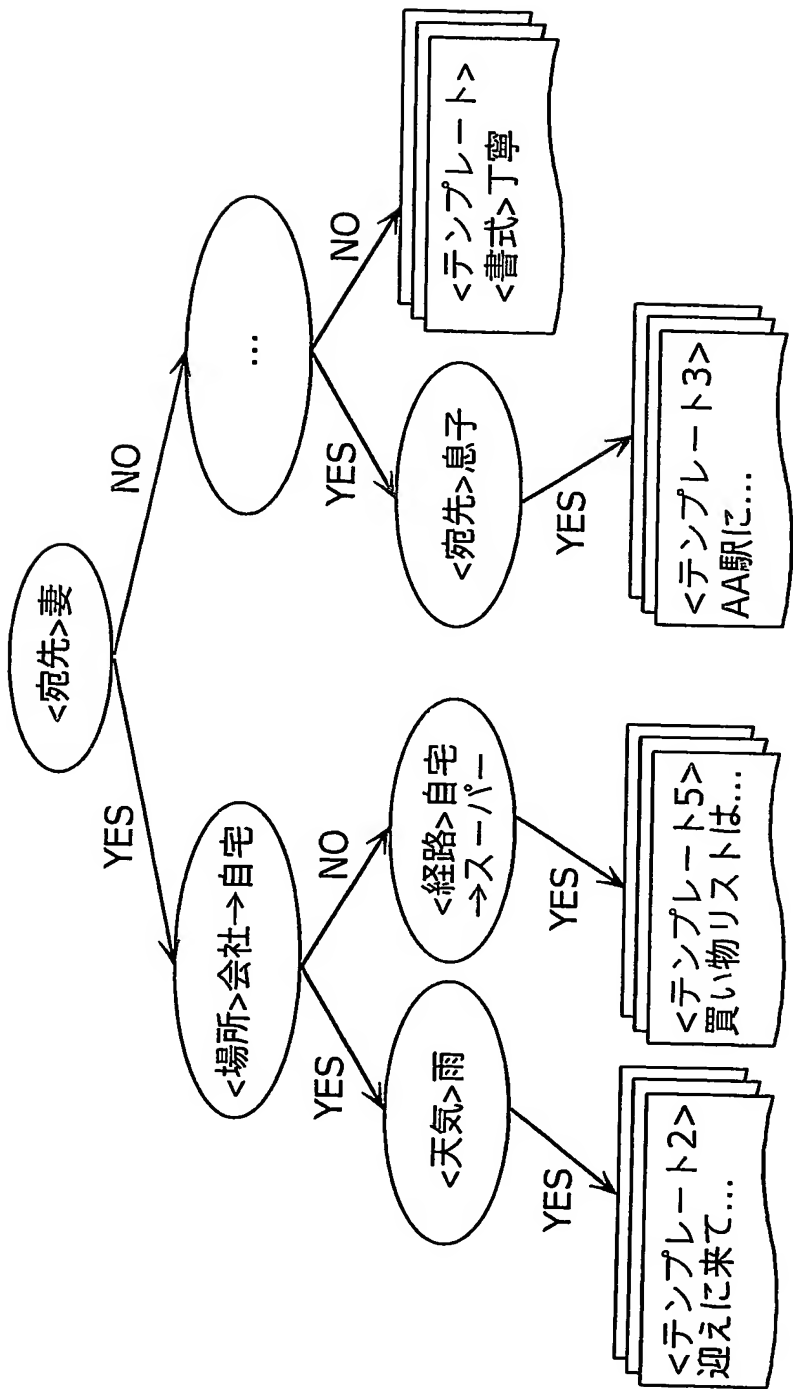 <宛先>妻
YES
NO
<場所>会社→自宅
...
YES
NO
YES
NO
<天気>雨
<経路>自宅
→スーパー
<宛先>息子
<テンプレート>
<書式>丁寧
YES
YES
YES
<テンプレート2>
迎えに来て...
<テンプレート5>
買い物リストは...
<テンプレート3>
AA駅に...